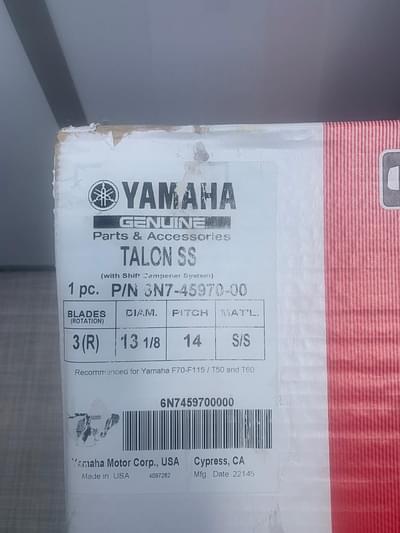 YAMAHA
GENUINE
Parts & Accessories
TALON SS
(with Shift Dampener System)
1 pc. P/N 6N7-45970-00
BLADES DIAM. PITCH MAT'L.
(ROTATION)
3 (R) 13 1/8 14 S/S
Recommended for Yamaha F70-F115 / T50 and T60
6N7459700000
Yamaha Motor Corp., USA Cypress, CA
Made in USA 4097262 Mfg. Date 22145